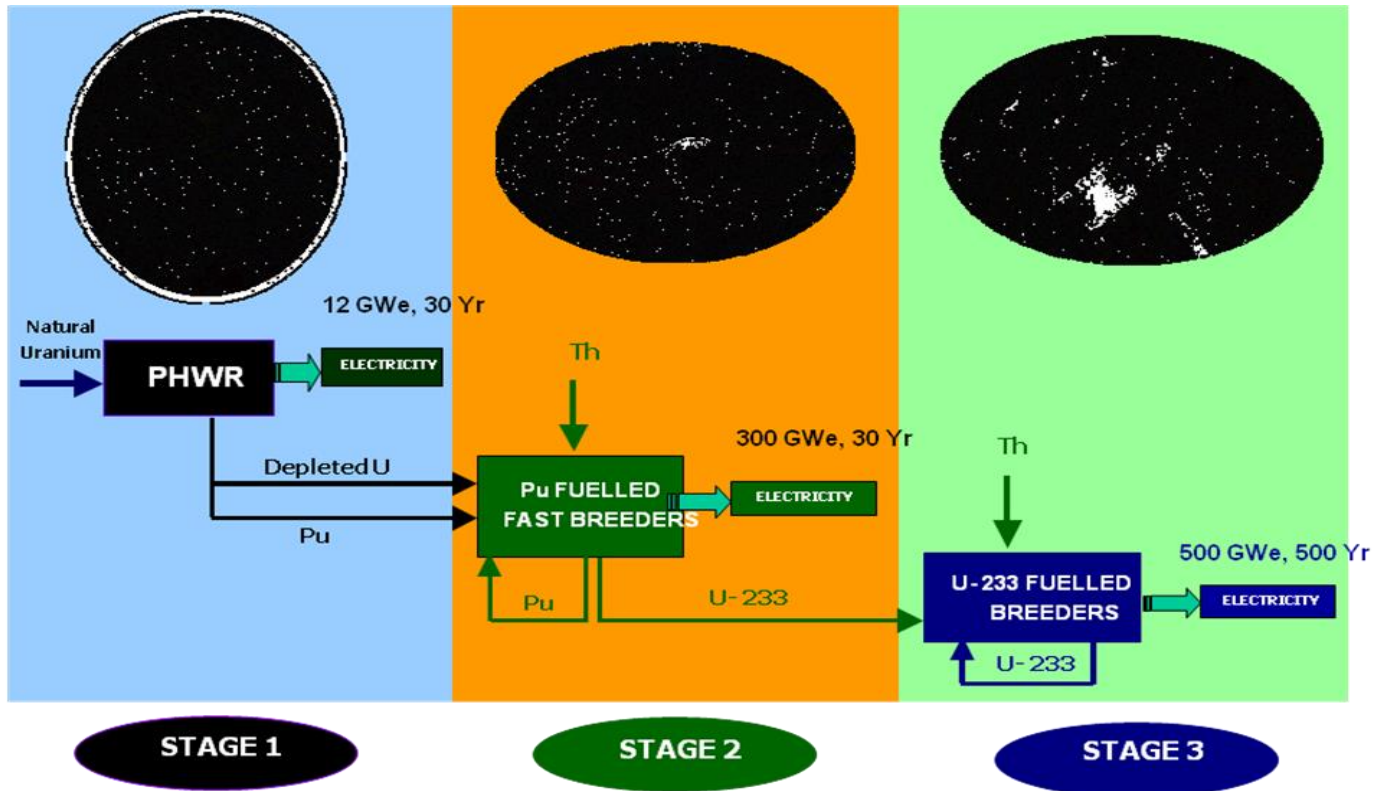 12 GWe, 30 Yr
Natural
Uranium
PHWR
ELECTRICITY
Th
300 GWe, 30 Yr
Depleted U
Pu
Pu FUELLED
FAST BREEDERS
ELECTRICITY
Th
Pu
U-233
500 GWe, 500 Yr
U-233 FUELLED
BREEDERS
ELECTRICITY
U-233
STAGE 1
STAGE 2
STAGE 3